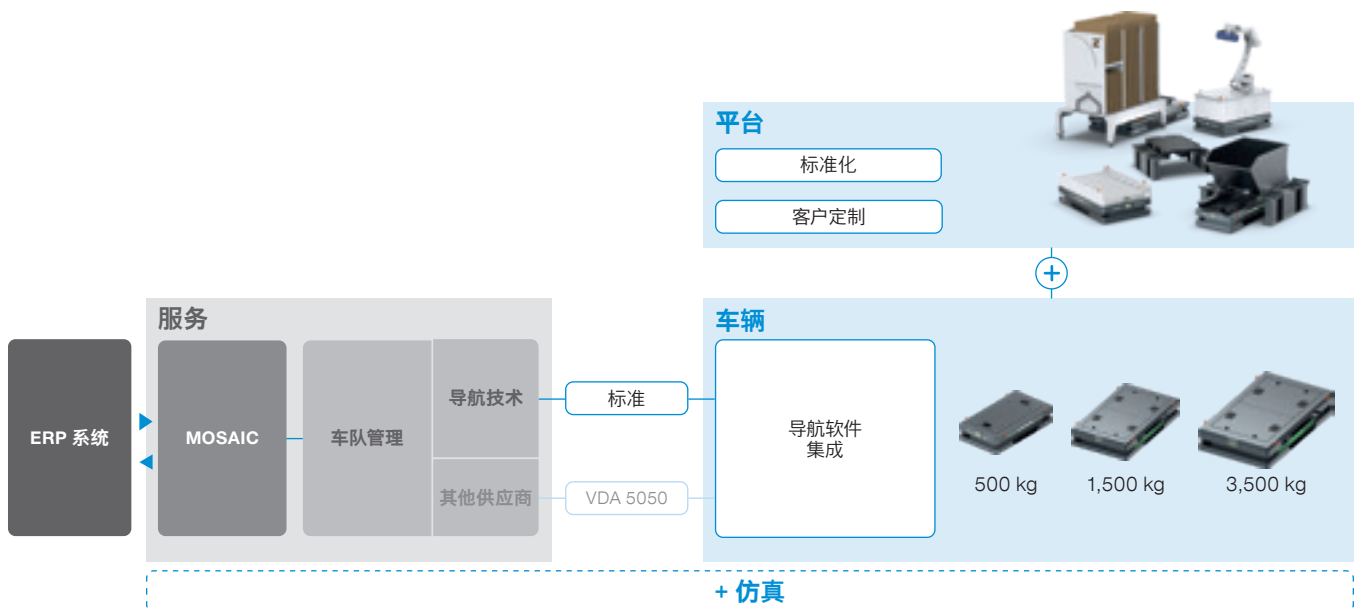 平台
标准化
客户定制
服务
ERP 系统
MOSAIC
车队管理
导航技术
其他供应商
标准
VDA 5050
车辆
导航软件
集成
500 kg
1,500 kg
3,500 kg
+ 仿真